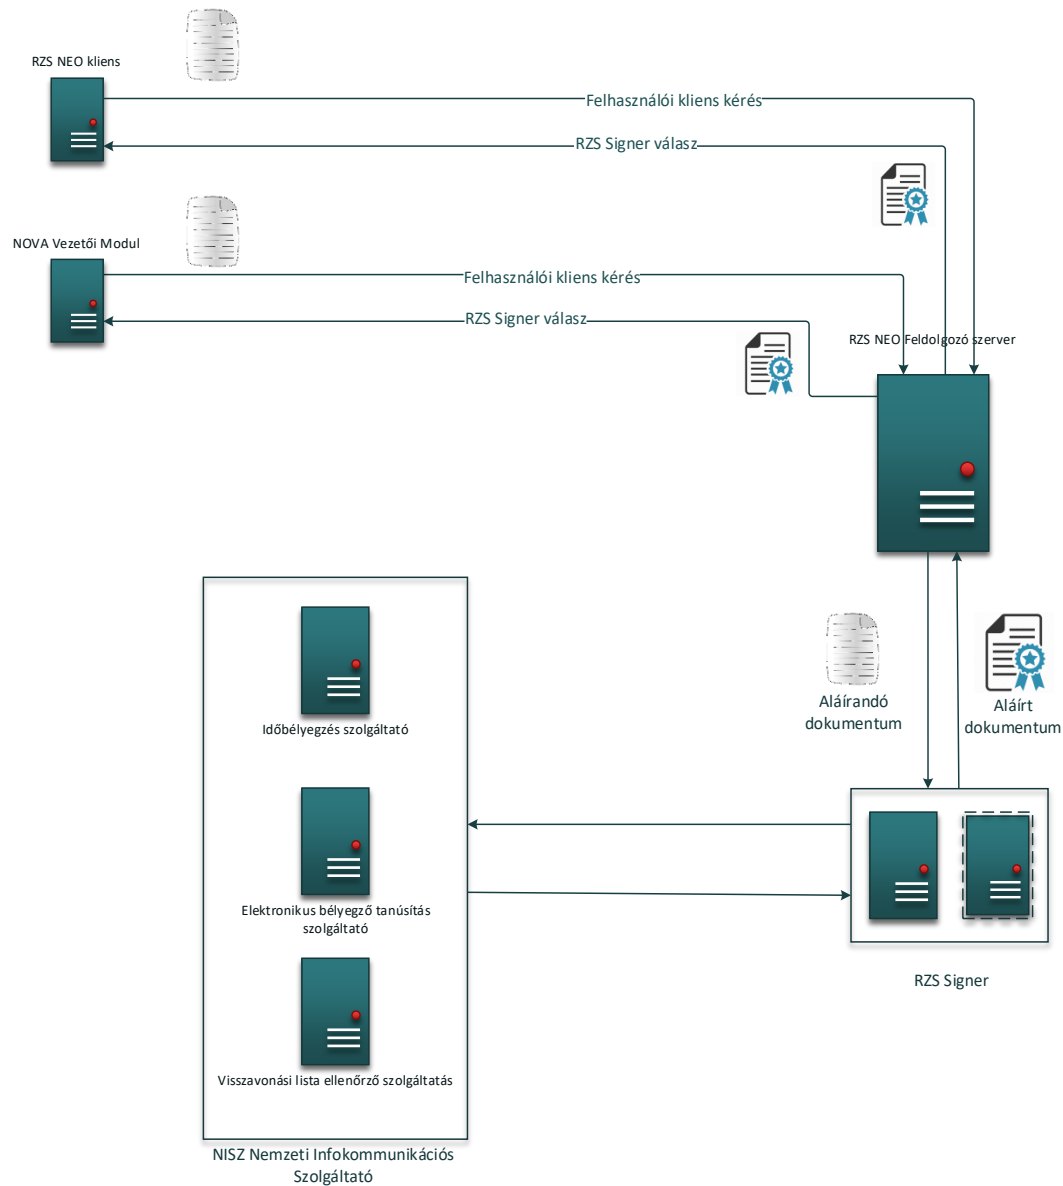 RZS NEO kliens
Felhasználói kliens kérés
RZS Signer válasz
NOVA Vezetői Modul
Felhasználói kliens kérés
RZS Signer válasz
RZS NEO Feldolgozó szerver
Aláírandó
dokumentum
Aláírt
dokumentum
Időbélyegzés szolgáltató
Elektronikus bélyegző tanúsítás
szolgáltató
Visszavonási lista ellenőrző szolgáltatás
RZS Signer
NISZ Nemzeti Infokommunikációs
Szolgáltató